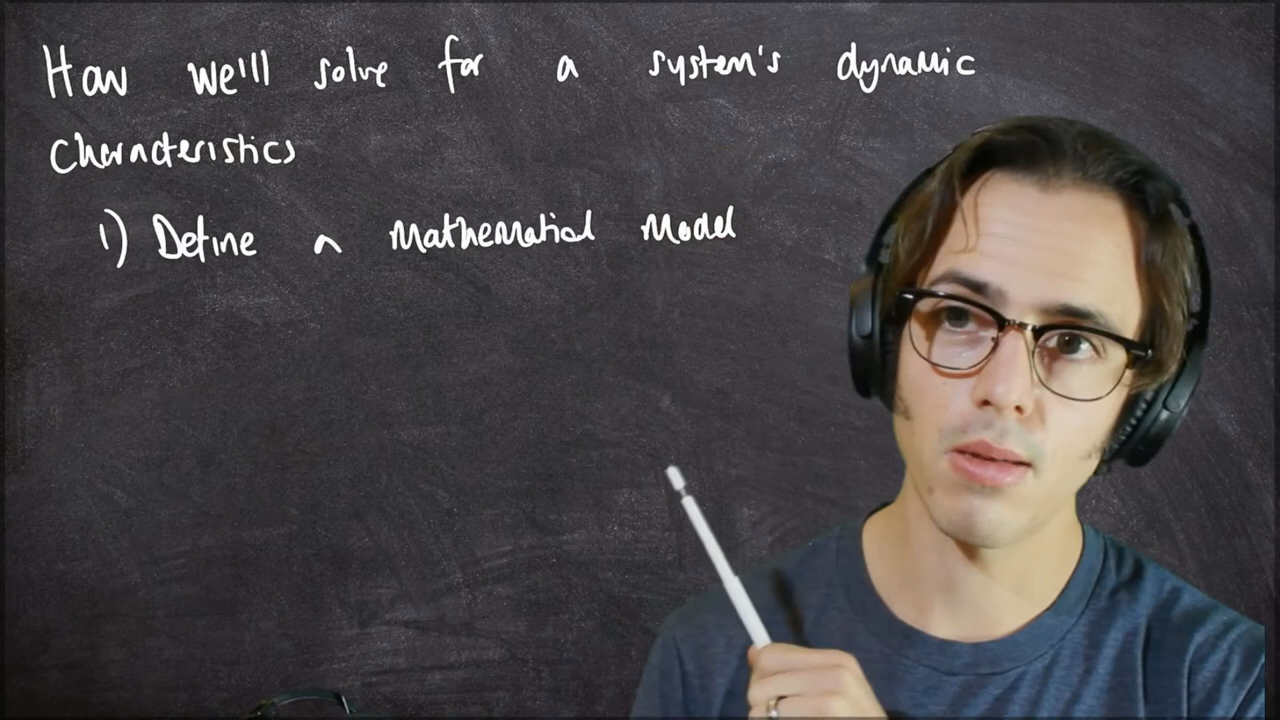 How we'll solve for a system's dynamic
characteristics
1) Define a Mathematical Model